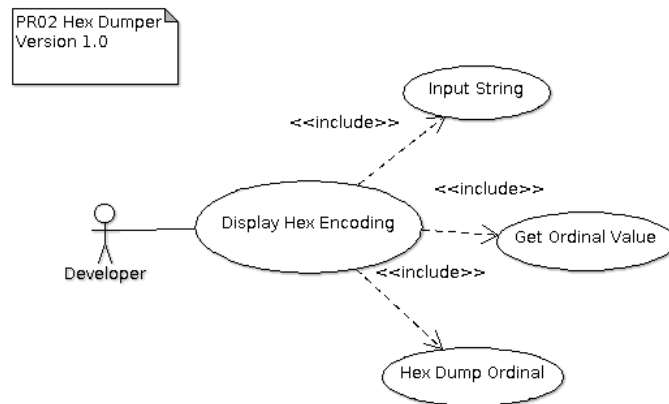 PR02 Hex Dumper
Version 1.0
Input String
<<include>>
<<include>>
Display Hex Encoding
Get Ordinal Value
Developer
<<include>>
Hex Dump Ordinal